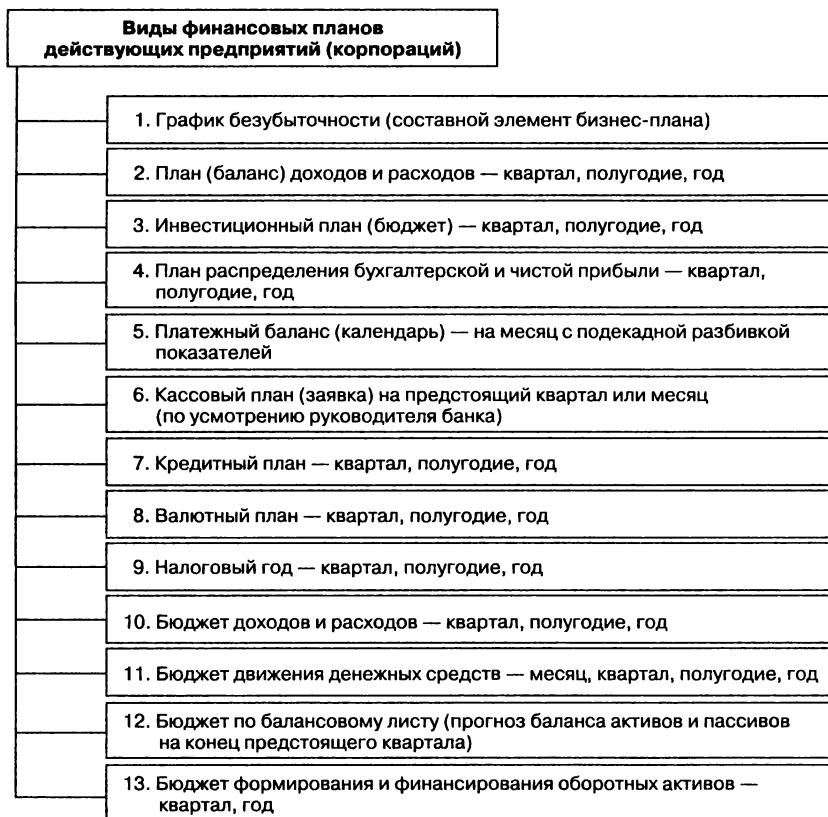 Виды финансовых планов
действующих предприятий (корпораций)
1. График безубыточности (составной элемент бизнес-плана)
2. План (баланс) доходов и расходов — квартал, полугодие, год
3. Инвестиционный план (бюджет) — квартал, полугодие, год
4. План распределения бухгалтерской и чистой прибыли — квартал,
полугодие, год
5. Платежный баланс (календарь) — на месяц с подекадной разбивкой
показателей
6. Кассовый план (заявка) на предстоящий квартал или месяц
(по усмотрению руководителя банка)
7. Кредитный план — квартал, полугодие, год
8. Валютный план — квартал, полугодие, год
9. Налоговый год — квартал, полугодие, год
10. Бюджет доходов и расходов — квартал, полугодие, год
11. Бюджет движения денежных средств — месяц, квартал, полугодие, год
12. Бюджет по балансовому листу (прогноз баланса активов и пассивов
на конец предстоящего квартала)
13. Бюджет формирования и финансирования оборотных активов —
квартал, год